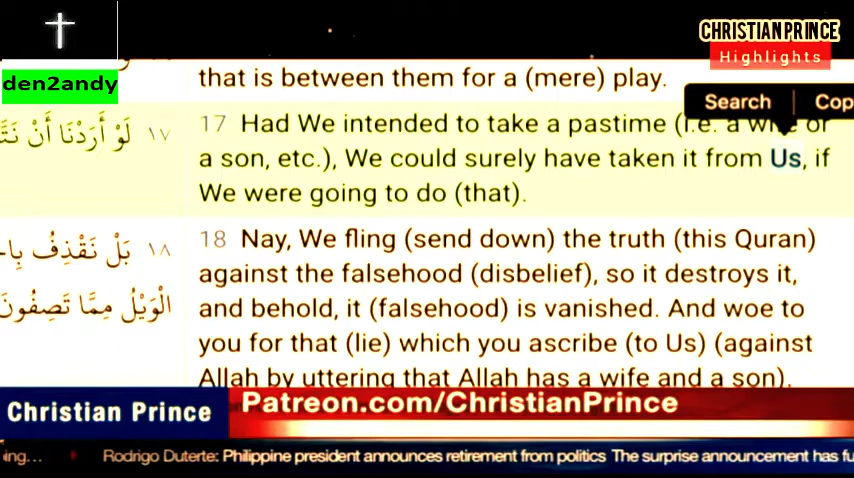 CHRISTIAN PRINCE
Highlights
den2andy
that is between them for a (mere) play.
Search
Cop
17 Had We intended to take a pastime (i.e. a wife or
a son, etc.), We could surely have taken it from Us, if
We were going to do (that).
١٧ لَوْ أَرَدْنَا أَنْ
18 Nay, We fling (send down) the truth (this Quran)
against the falsehood (disbelief), so it destroys it,
and behold, it (falsehood) is vanished. And woe to
you for that (lie) which you ascribe (to Us) (against
Allah by uttering that Allah has a wife and a son).
١٨ بَلْ نَقْذِفُ
الْوَيْلُ مِمَّا تَصِفُونَ
Christian Prince
Patreon.com/ChristianPrince
ing... Rodrigo Duterte: Philippine president announces retirement from politics The surprise announcement has fu